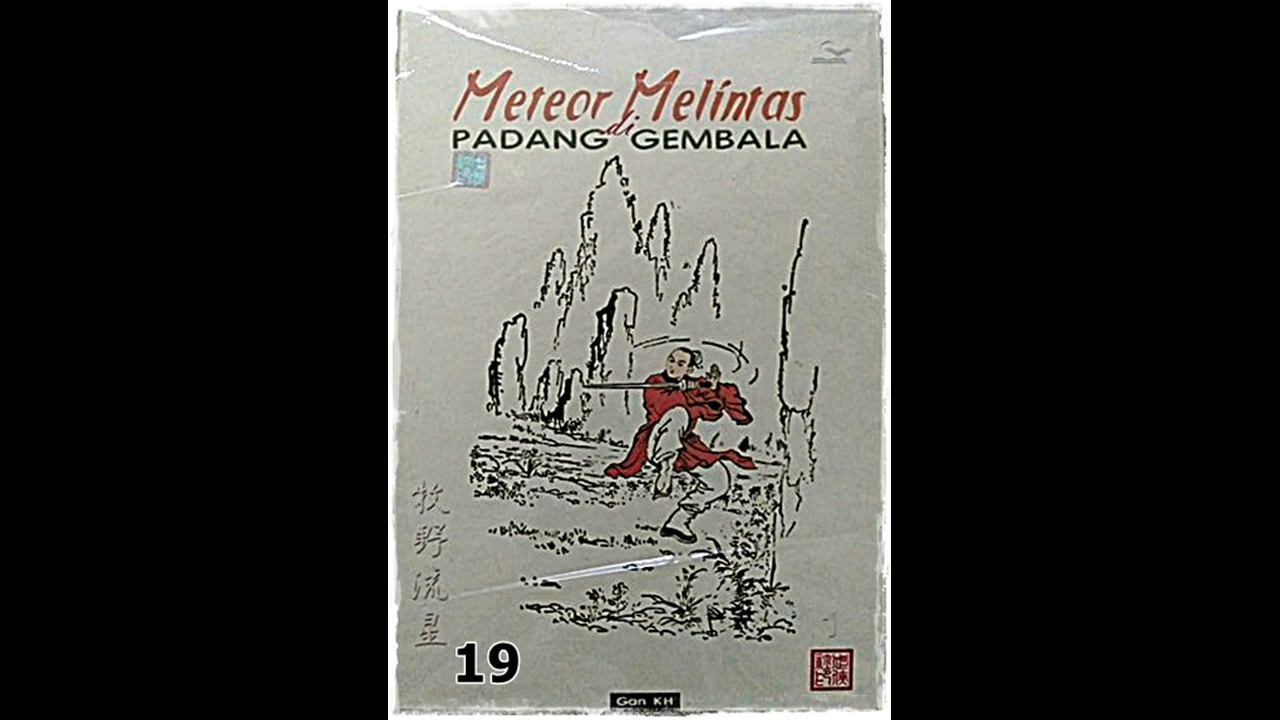 Meteor Melintas
di
PADANG GEMBALA
牧野流星
19
Gan KH